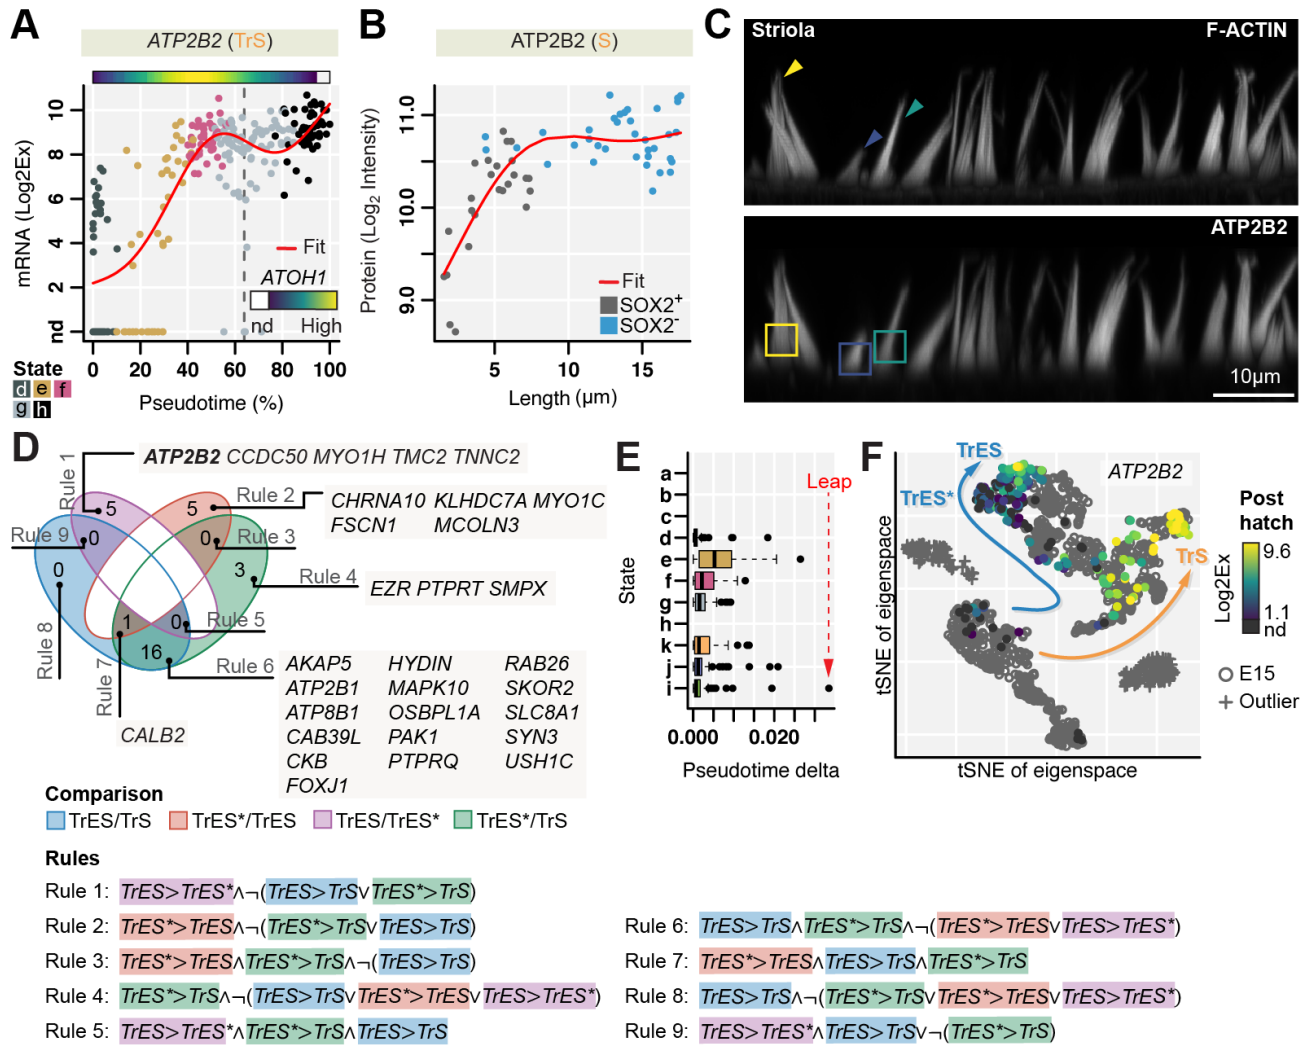 A
ATP2B2 (TrS)
mRNA (Log2Ex)
10
8
6
4
2
nd
Fit
ATOH1
nd High
0 20 40 60 80 100
Pseudotime (%)
State
d e f
g h
B
ATP2B2 (S)
Protein (Log2 Intensity)
11.0
10.0
9.0
Fit
SOX2+
SOX2-
5 10 15
Length (μm)
C
Striola
F-ACTIN
ATP2B2
10μm
D
Rule 1
ATP2B2 CCDC50 MYO1H TMC2 TNNC2
Rule 2
CHRNA10 KLHDC7A MYO1C
FSCN1 MCOLN3
Rule 9
Rule 3
Rule 4
EZR PTPRT SMPX
Rule 5
Rule 8
Rule 7
Rule 6
5 5
0 0
0 3
1 0
16
CALB2
AKAP5 HYDIN RAB26
ATP2B1 MAPK10 SKOR2
ATP8B1 OSBPL1A SLC8A1
CAB39L PAK1 SYN3
CKB PTPRQ USH1C
FOXJ1
E
State
a
b
c
d
e
f
g
h
k
j
i
Leap
0.000 0.020
Pseudotime delta
F
TrES
TrES*
ATP2B2
TrS
tSNE of eigenspace
tSNE of eigenspace
Post
hatch
Log2Ex
9.6
1.1
nd
E15
Outlier
Comparison
TrES/TrS TrES*/TrES TrES/TrES* TrES*/TrS
Rules
Rule 1: TrES>TrES*∧¬(TrES>TrS∨TrES*>TrS)
Rule 2: TrES*>TrES∧¬(TrES*>TrS∨TrES>TrS)
Rule 3: TrES*>TrES∧TrES*>TrS∧¬(TrES>TrS)
Rule 4: TrES*>TrS∧¬(TrES>TrS∨TrES*>TrES∨TrES>TrES*)
Rule 5: TrES>TrES*∧TrES*>TrS∧TrES>TrS
Rule 6: TrES>TrS∧TrES*>TrS∧¬(TrES*>TrES∨TrES>TrES*)
Rule 7: TrES*>TrES∧TrES>TrS∧TrES*>TrS
Rule 8: TrES>TrS∧¬(TrES*>TrS∨TrES*>TrES∨TrES>TrES*)
Rule 9: TrES>TrES*∧TrES>TrS∨¬(TrES*>TrS)